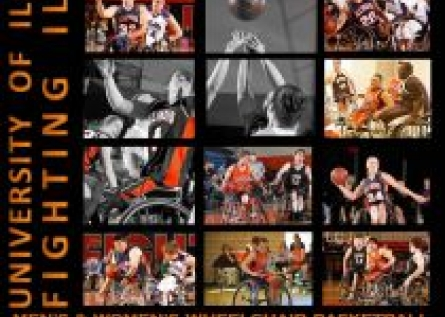 UNIVERSITY OF IL
FIGHTING IL
MEN'S & WOMEN'S WHEELCHAIR BASKETBALL